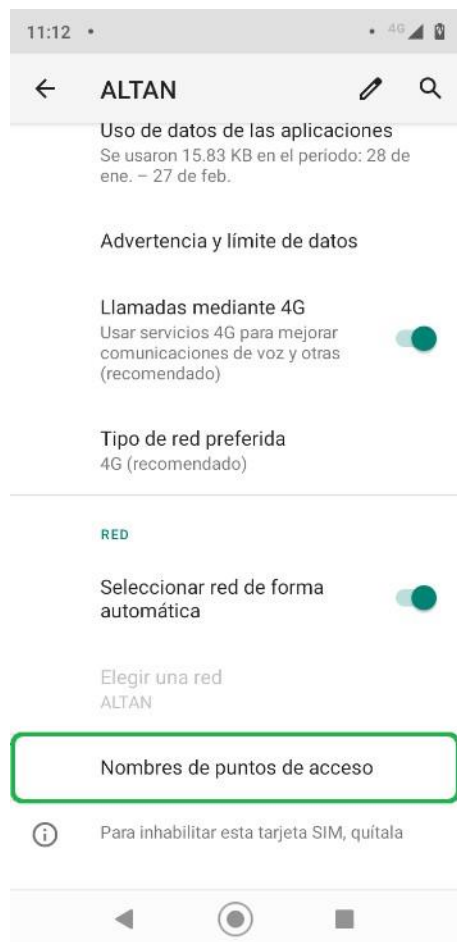 11:12
4G
ALTAN
Uso de datos de las aplicaciones
Se usaron 15.83 KB en el periodo: 28 de
ene. – 27 de feb.
Advertencia y límite de datos
Llamadas mediante 4G
Usar servicios 4G para mejorar
comunicaciones de voz y otras
(recomendado)
Tipo de red preferida
4G (recomendado)
RED
Seleccionar red de forma
automática
Elegir una red
ALTAN
Nombres de puntos de acceso
Para inhabilitar esta tarjeta SIM, quítala